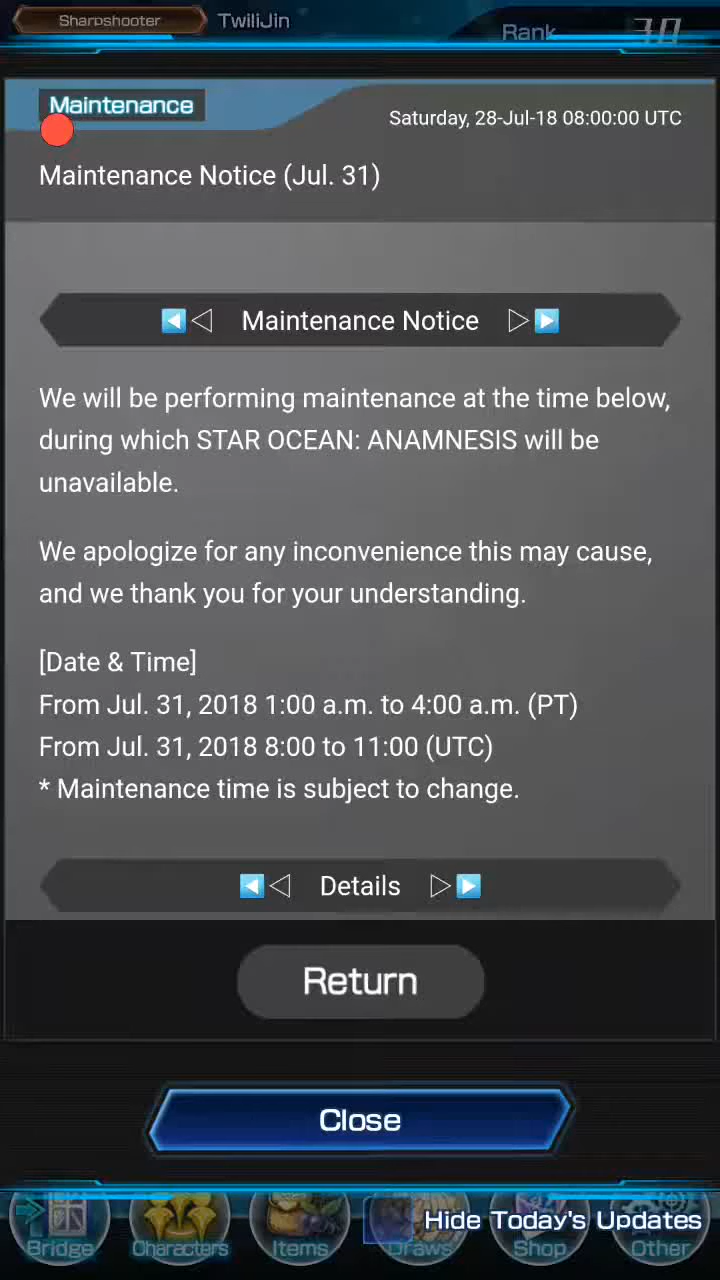 Sharpshooter TwiliJin
Rank 30
Maintenance
Saturday, 28-Jul-18 08:00:00 UTC
Maintenance Notice (Jul. 31)
Maintenance Notice
We will be performing maintenance at the time below,
during which STAR OCEAN: ANAMNESIS will be
unavailable.
We apologize for any inconvenience this may cause,
and we thank you for your understanding.
[Date & Time]
From Jul. 31, 2018 1:00 a.m. to 4:00 a.m. (PT)
From Jul. 31, 2018 8:00 to 11:00 (UTC)
* Maintenance time is subject to change.
Details
Return
Close
Hide Today's Updates
Bridge Characters Items Draws Shop Other